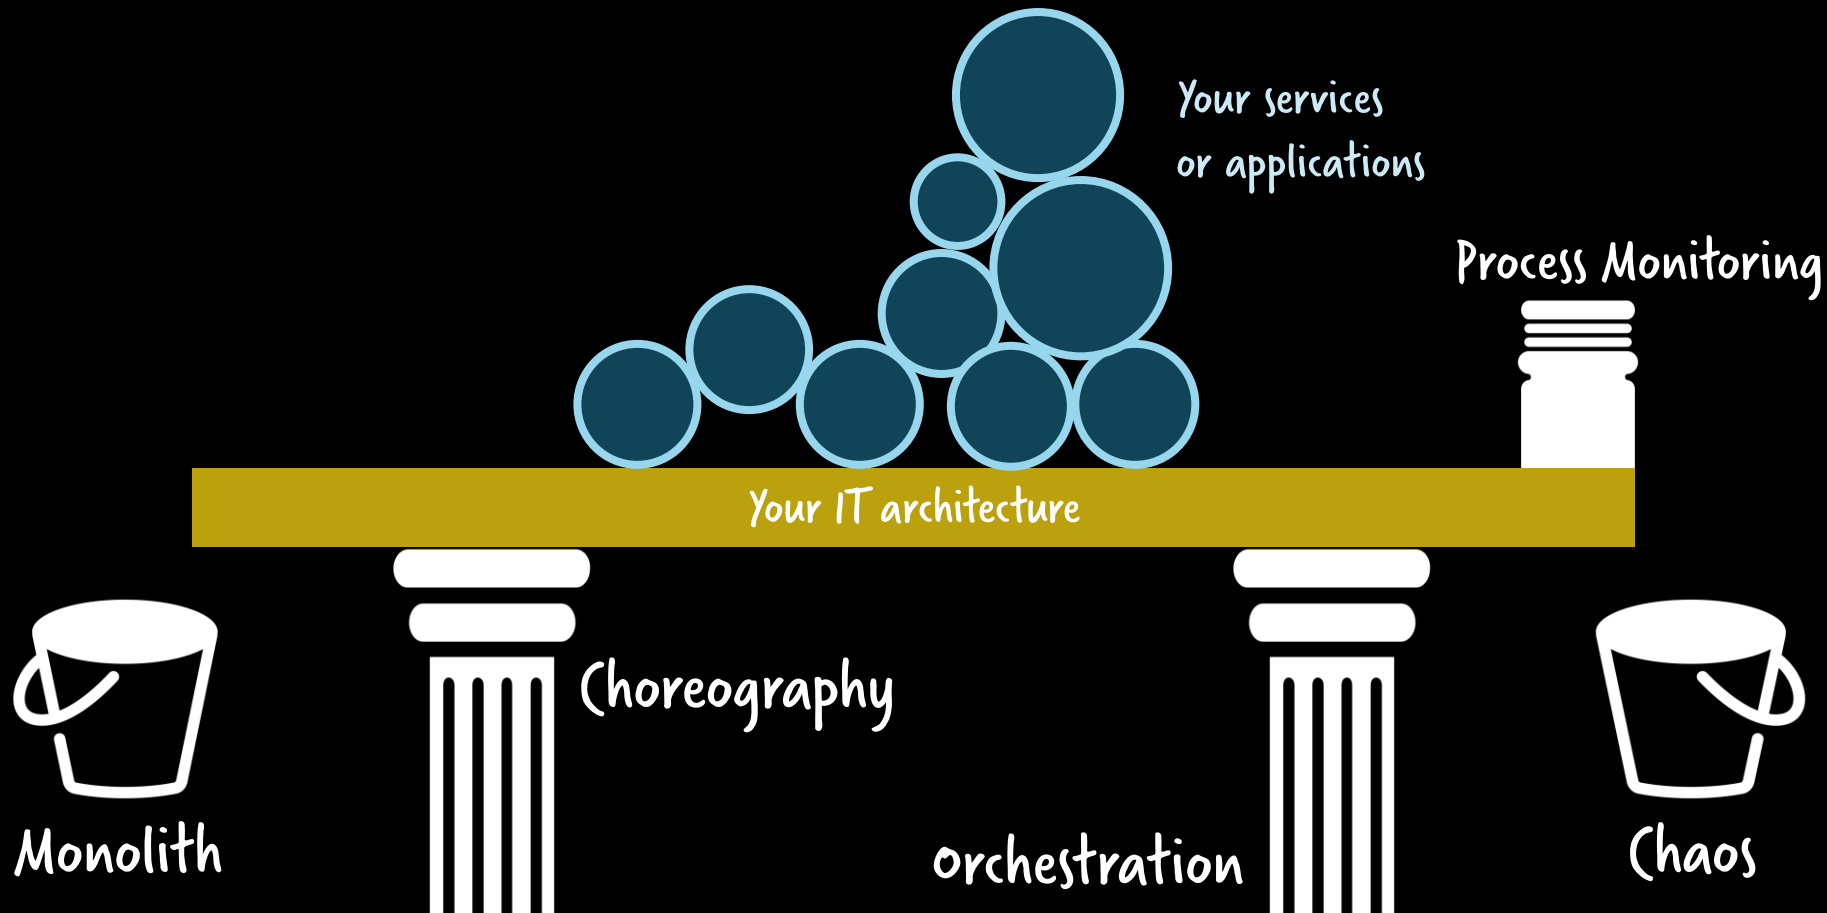 Your services
or applications
Process Monitoring
Your IT architecture
Choreography
Monolith
Orchestration
Chaos